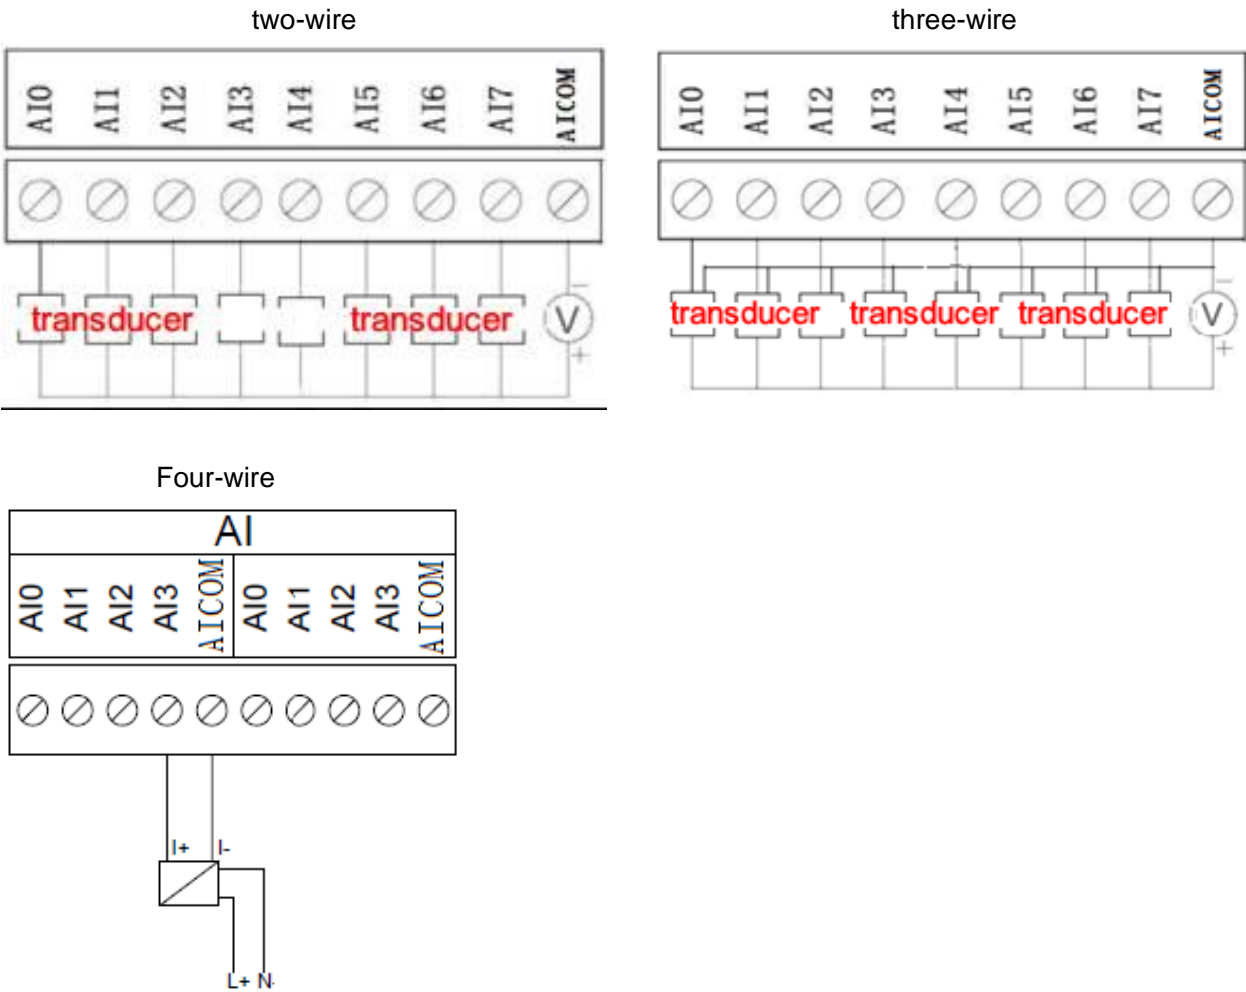 two-wire
three-wire
AI0 AI1 AI2 AI3 AI4 AI5 AI6 AI7 AICOM
AI0 AI1 AI2 AI3 AI4 AI5 AI6 AI7 AICOM
transducer transducer V
transducer transducer transducer V
Four-wire
AI
AI0 AI1 AI2 AI3 AICOM AI0 AI1 AI2 AI3 AICOM
I+ I-
L+ N